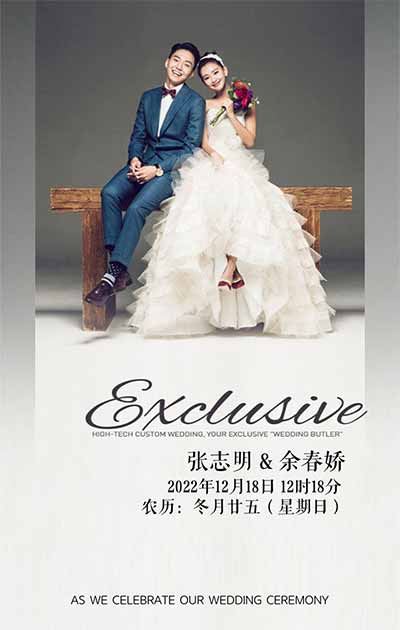 Exclusive
HIGH-TECH CUSTOM WEDDING, YOUR EXCLUSIVE "WEDDING BUTLER"
张志明 & 余春娇
2022年12月18日 12时18分
农历：冬月廿五（星期日）
AS WE CELEBRATE OUR WEDDING CEREMONY